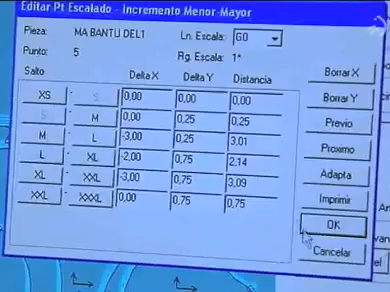 Editar Pt Escalado - Incremento Menor-Mayor
Pieza: MA BANTU DEL1 Ln. Escala: G0
Punto: 5 Rg. Escala: 1*
Salto Delta X Delta Y Distancia
XS - S 0,00 0,00 0,00
S - M 0,00 0,25 0,25
M - L -3,00 0,25 3,01
L - XL -2,00 0,75 2,14
XL - XXL -3,00 0,75 3,09
XXL - XXXL 0,00 0,75 0,75
Borrar X
Borrar Y
Previo
Proximo
Adapta
Imprimir
OK
Cancelar